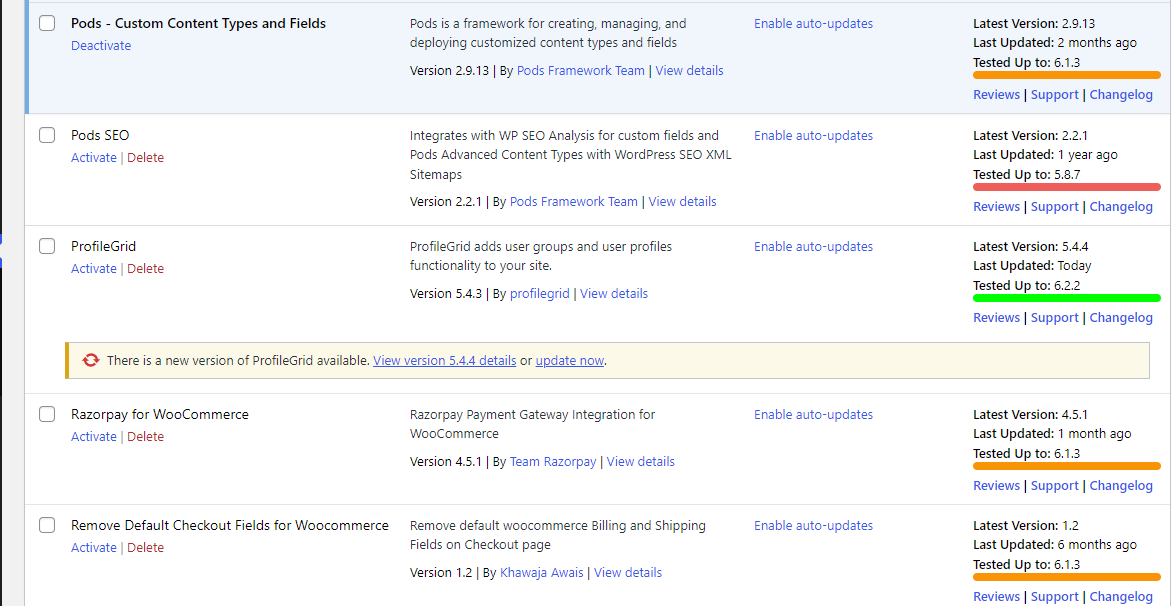 Pods - Custom Content Types and Fields
Deactivate
Pods is a framework for creating, managing, and
deploying customized content types and fields
Version 2.9.13 | By Pods Framework Team | View details
Enable auto-updates
Latest Version: 2.9.13
Last Updated: 2 months ago
Tested Up to: 6.1.3
Reviews | Support | Changelog
Pods SEO
Activate | Delete
Integrates with WP SEO Analysis for custom fields and
Pods Advanced Content Types with WordPress SEO XML
Sitemaps
Version 2.2.1 | By Pods Framework Team | View details
Enable auto-updates
Latest Version: 2.2.1
Last Updated: 1 year ago
Tested Up to: 5.8.7
Reviews | Support | Changelog
ProfileGrid
Activate | Delete
ProfileGrid adds user groups and user profiles
functionality to your site.
Version 5.4.3 | By profilegrid | View details
Enable auto-updates
Latest Version: 5.4.4
Last Updated: Today
Tested Up to: 6.2.2
Reviews | Support | Changelog
There is a new version of ProfileGrid available. View version 5.4.4 details or update now.
Razorpay for WooCommerce
Activate | Delete
Razorpay Payment Gateway Integration for
WooCommerce
Version 4.5.1 | By Team Razorpay | View details
Enable auto-updates
Latest Version: 4.5.1
Last Updated: 1 month ago
Tested Up to: 6.1.3
Reviews | Support | Changelog
Remove Default Checkout Fields for Woocommerce
Activate | Delete
Remove default woocommerce Billing and Shipping
Fields on Checkout page
Version 1.2 | By Khawaja Awais | View details
Enable auto-updates
Latest Version: 1.2
Last Updated: 6 months ago
Tested Up to: 6.1.3
Reviews | Support | Changelog